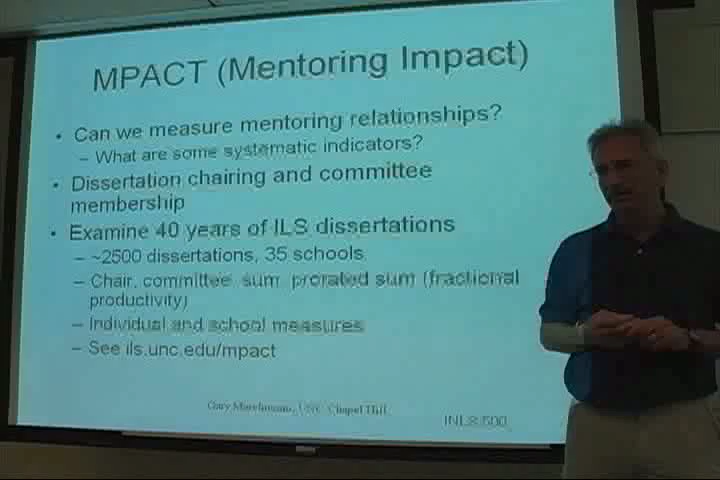 MPACT (Mentoring Impact)
• Can we measure mentoring relationships?
– What are some systematic indicators?
• Dissertation chairing and committee
membership
• Examine 40 years of ILS dissertations
– ~2500 dissertations, 35 schools
– Chair, committee sum prorated sum (fractional
productivity)
– Individual and school measures
– See ils.unc.edu/mpact
Gary Marchionini, UNC Chapel Hill
INLS 500